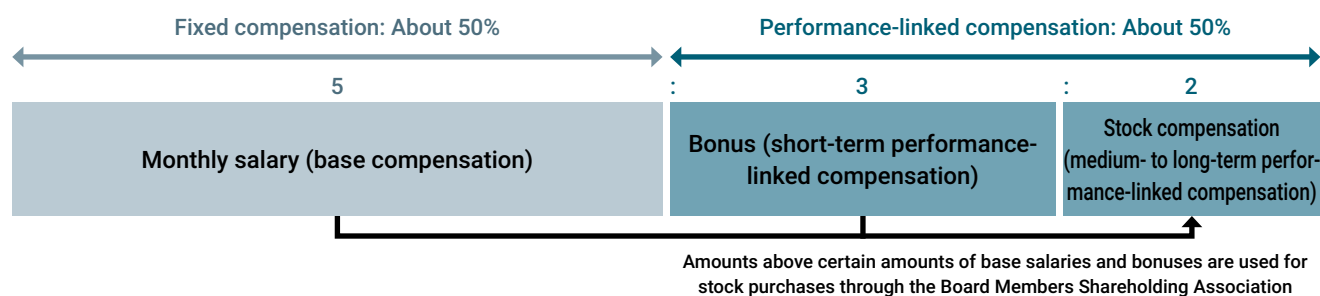 Fixed compensation: About 50%
Performance-linked compensation: About 50%
5 : 3 : 2
Monthly salary (base compensation)
Bonus (short-term performance-
linked compensation)
Stock compensation
(medium- to long-term perfor-
mance-linked compensation)
Amounts above certain amounts of base salaries and bonuses are used for
stock purchases through the Board Members Shareholding Association